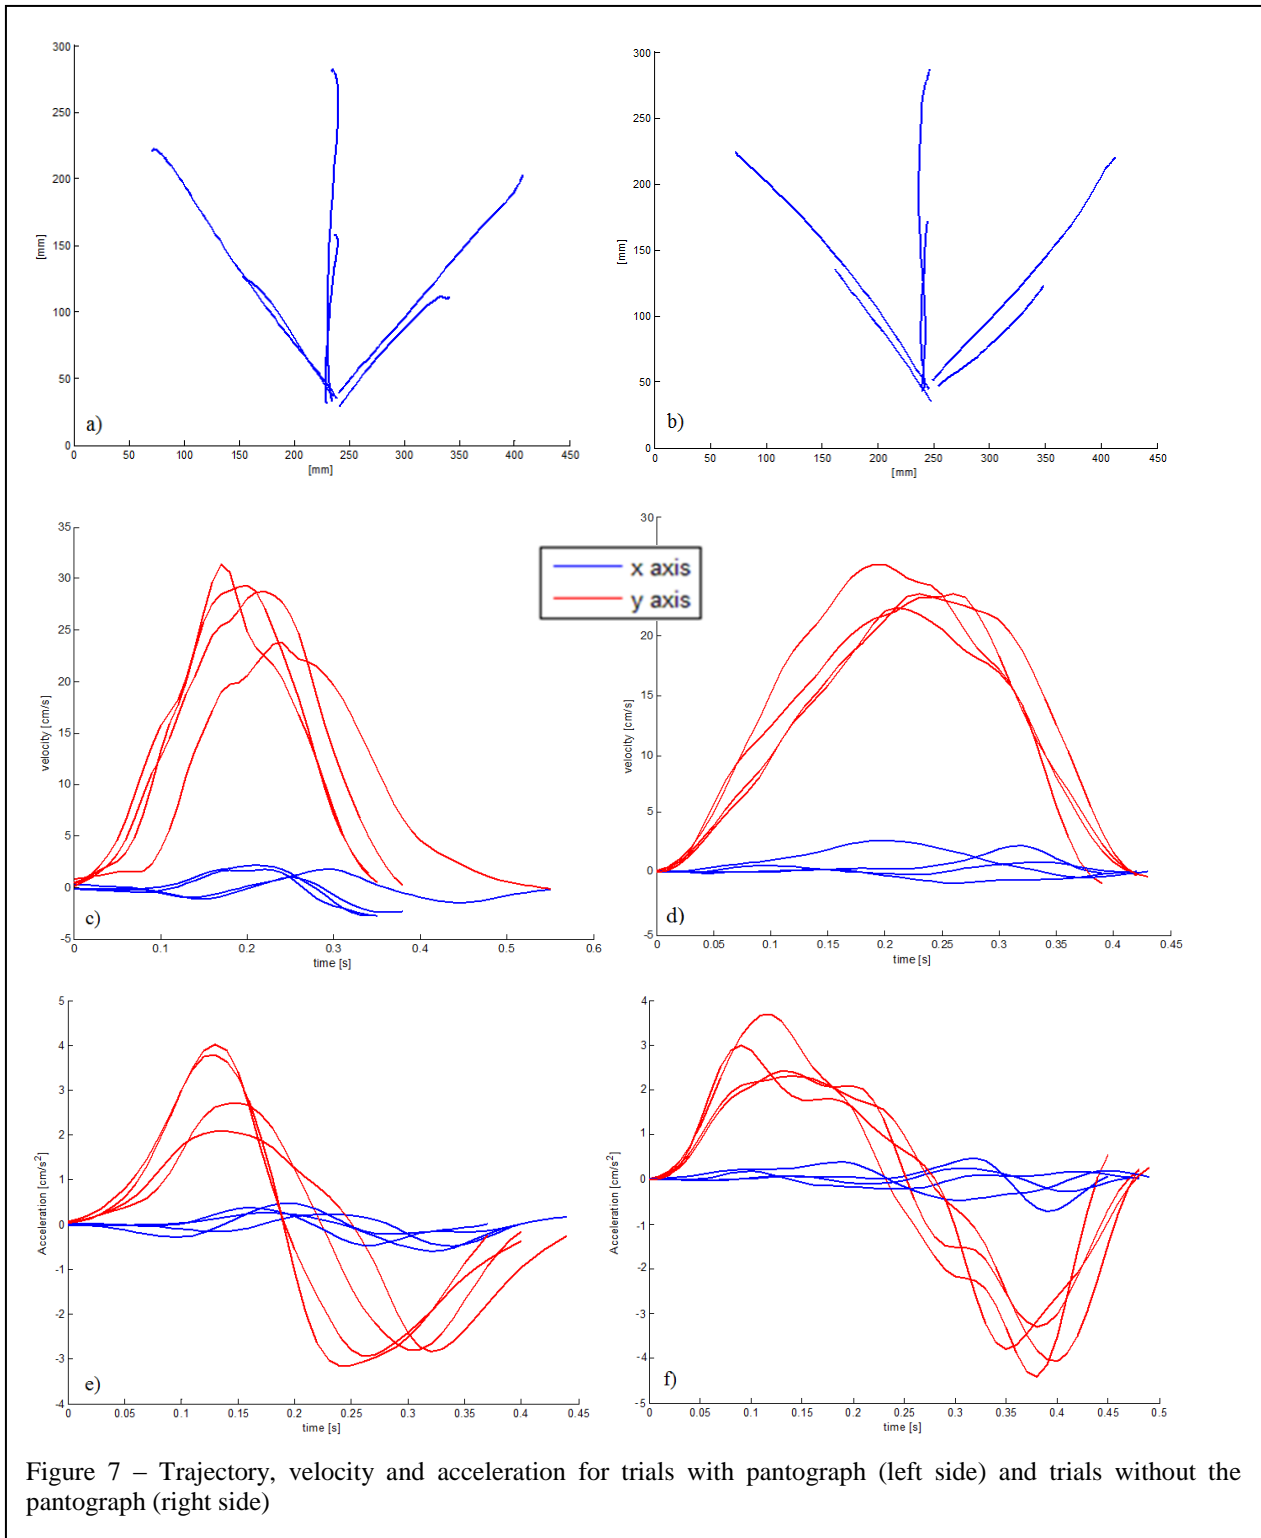 300
250
200
150
100
50
0
[mm]
a)
0 50 100 150 200 250 300 350 400 450
[mm]
300
250
200
150
100
50
0
[mm]
b)
0 50 100 150 200 250 300 350 400 450
[mm]
35
30
25
20
15
10
5
0
-5
velocity [cm/s]
c)
0 0.1 0.2 0.3 0.4 0.5 0.6
time [s]
x axis
y axis
30
20
15
10
5
0
-5
velocity [cm/s]
d)
0 0.05 0.1 0.15 0.2 0.25 0.3 0.35 0.4 0.45
time [s]
5
4
3
2
1
0
-1
-2
-3
-4
Acceleration [cm/s²]
e)
0 0.05 0.1 0.15 0.2 0.25 0.3 0.35 0.4 0.45
time [s]
4
3
2
1
0
-1
-2
-3
-4
-5
Acceleration [cm/s²]
f)
0 0.05 0.1 0.15 0.2 0.25 0.3 0.35 0.4 0.45 0.5
time [s]
Figure 7 – Trajectory, velocity and acceleration for trials with pantograph (left side) and trials without the
pantograph (right side)